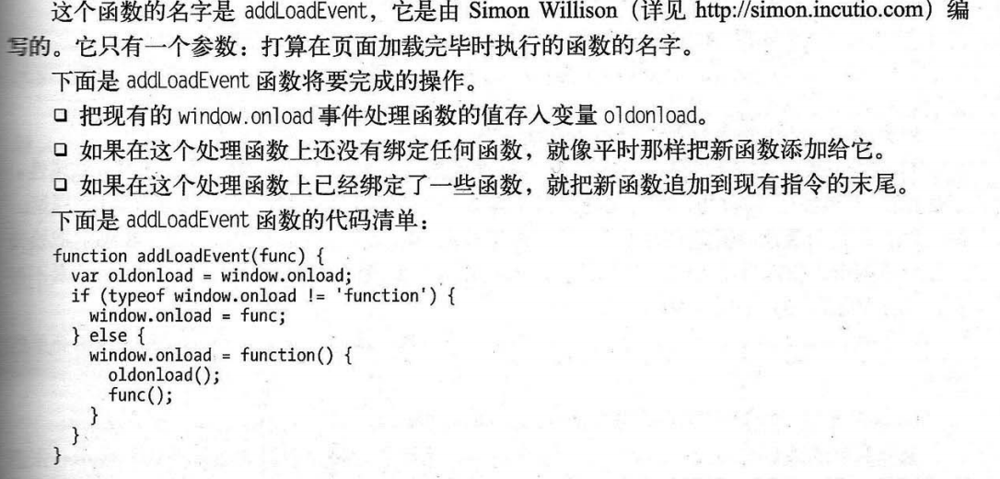 这个函数的名字是 addLoadEvent，它是由 Simon Willison（详见 http://simon.incutio.com）编
写的。它只有一个参数：打算在页面加载完毕时执行的函数的名字。
下面是 addLoadEvent 函数将要完成的操作。
□ 把现有的 window.onload 事件处理函数的值存入变量 oldonload。
□ 如果在这个处理函数上还没有绑定任何函数，就像平时那样把新函数添加给它。
□ 如果在这个处理函数上已经绑定了一些函数，就把新函数追加到现有指令的末尾。
下面是 addLoadEvent 函数的代码清单：
function addLoadEvent(func) {
  var oldonload = window.onload;
  if (typeof window.onload != 'function') {
    window.onload = func;
  } else {
    window.onload = function() {
      oldonload();
      func();
    }
  }
}